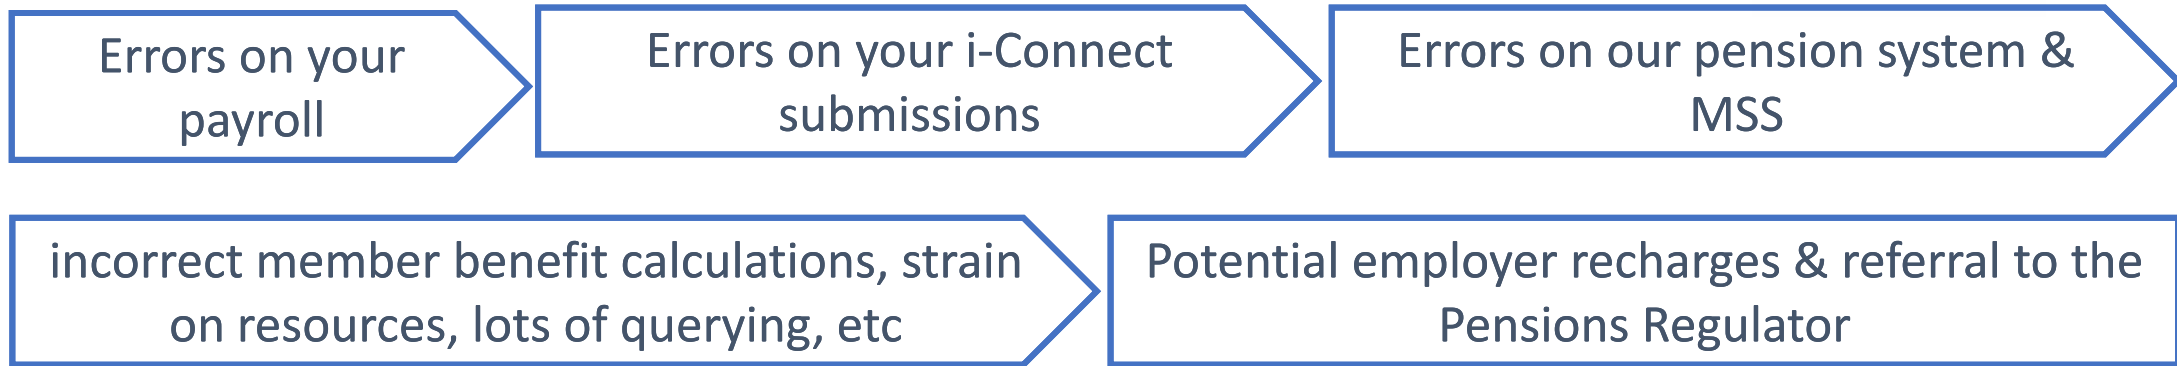 Errors on your
payroll
Errors on your i-Connect
submissions
Errors on our pension system &
MSS
incorrect member benefit calculations, strain
on resources, lots of querying, etc
Potential employer recharges & referral to the
Pensions Regulator